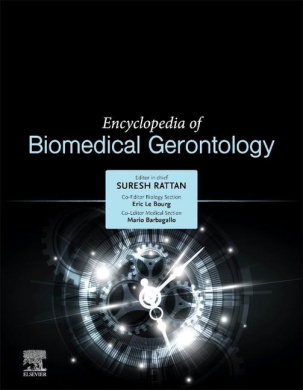 Encyclopedia of
Biomedical Gerontology
Editor in chief
SURESH RATTAN
Co-Editor Biology Section
Eric Le Bourg
Co-Editor Medical Section
Mario Barbagallo
ELSEVIER